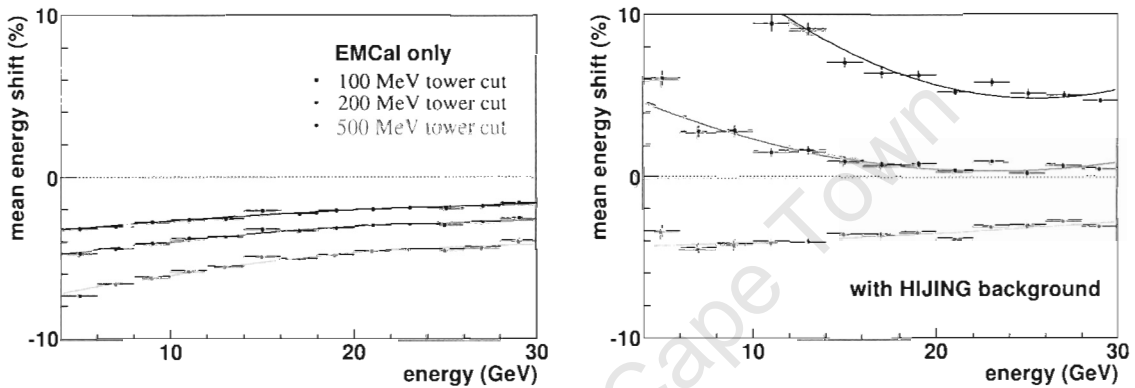 mean energy shift (%)
10
0
-10
EMCal only
100 MeV tower cut
200 MeV tower cut
500 MeV tower cut
10
20
30
energy (GeV)
mean energy shift (%)
10
0
-10
with HIJING background
10
20
30
energy (GeV)
Cape Town